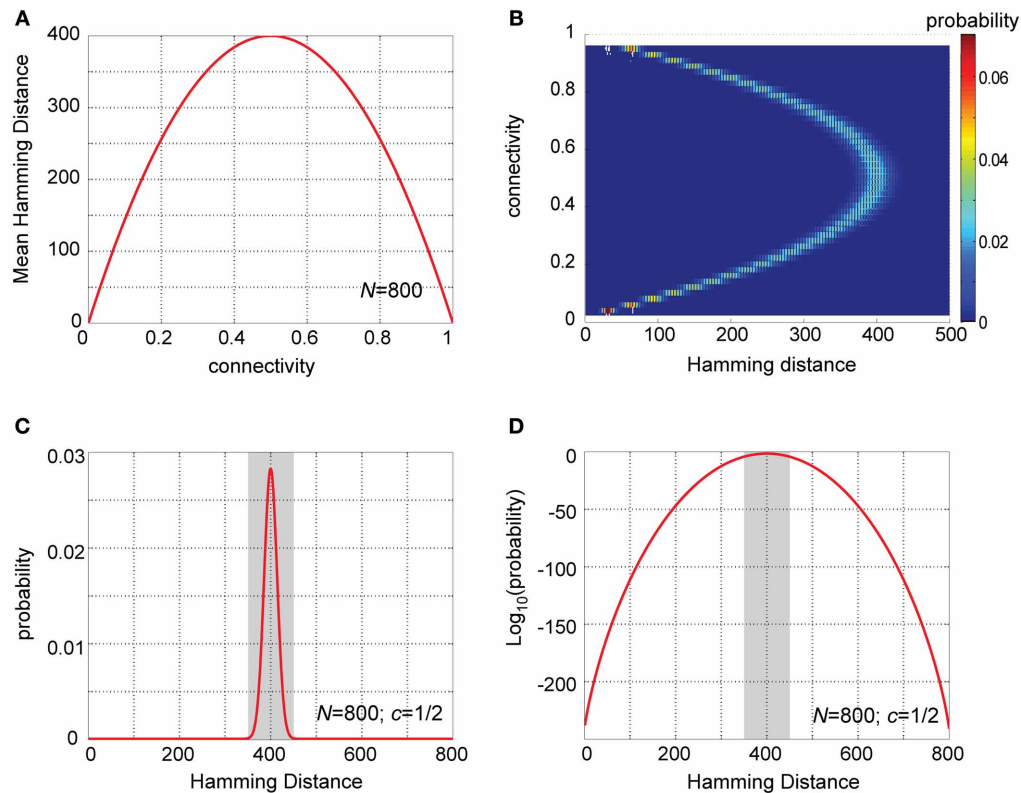 A
Mean Hamming Distance
400
300
200
100
0
0 0.2 0.4 0.6 0.8 1
connectivity
N=800
B
probability
connectivity
1
0.8
0.6
0.4
0.2
0
0 100 200 300 400 500
Hamming distance
0.06
0.04
0.02
0
C
probability
0.03
0.02
0.01
0
0 200 400 600 800
Hamming Distance
N=800; c=1/2
D
Log10(probability)
0
-50
-100
-150
-200
0 200 400 600 800
Hamming Distance
N=800; c=1/2